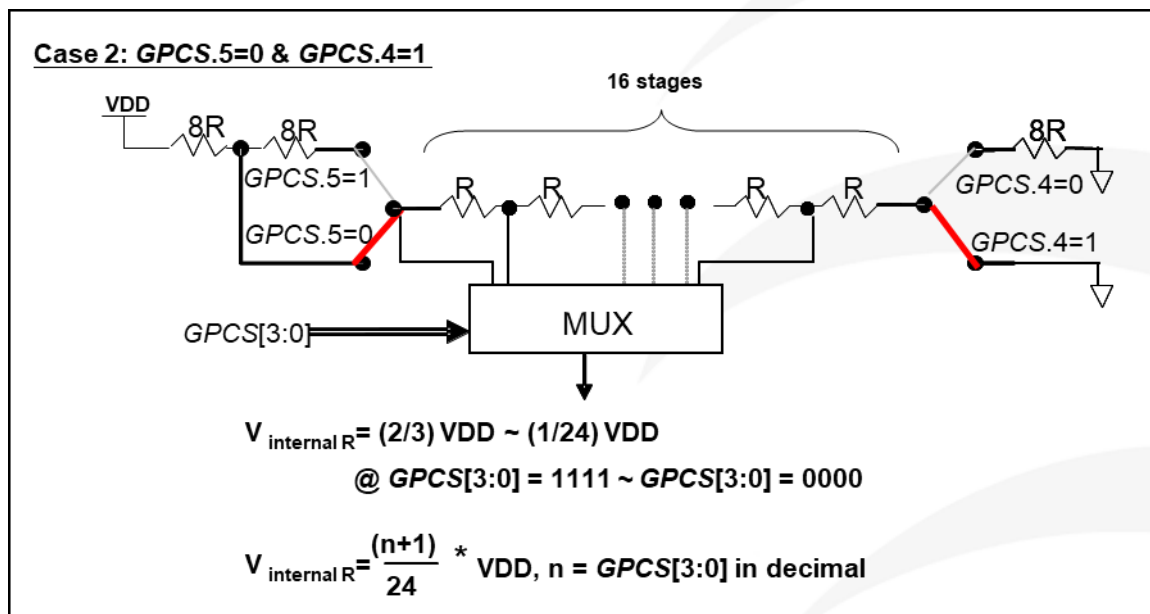 Case 2: GPCS.5=0 & GPCS.4=1
16 stages
VDD
8R
8R
8R
GPCS.5=1
R
R
R
R
GPCS.4=0
GPCS.5=0
GPCS.4=1
MUX
GPCS[3:0]
V internal R= (2/3) VDD ~ (1/24) VDD
@ GPCS[3:0] = 1111 ~ GPCS[3:0] = 0000
V internal R= (n+1)/24 * VDD, n = GPCS[3:0] in decimal